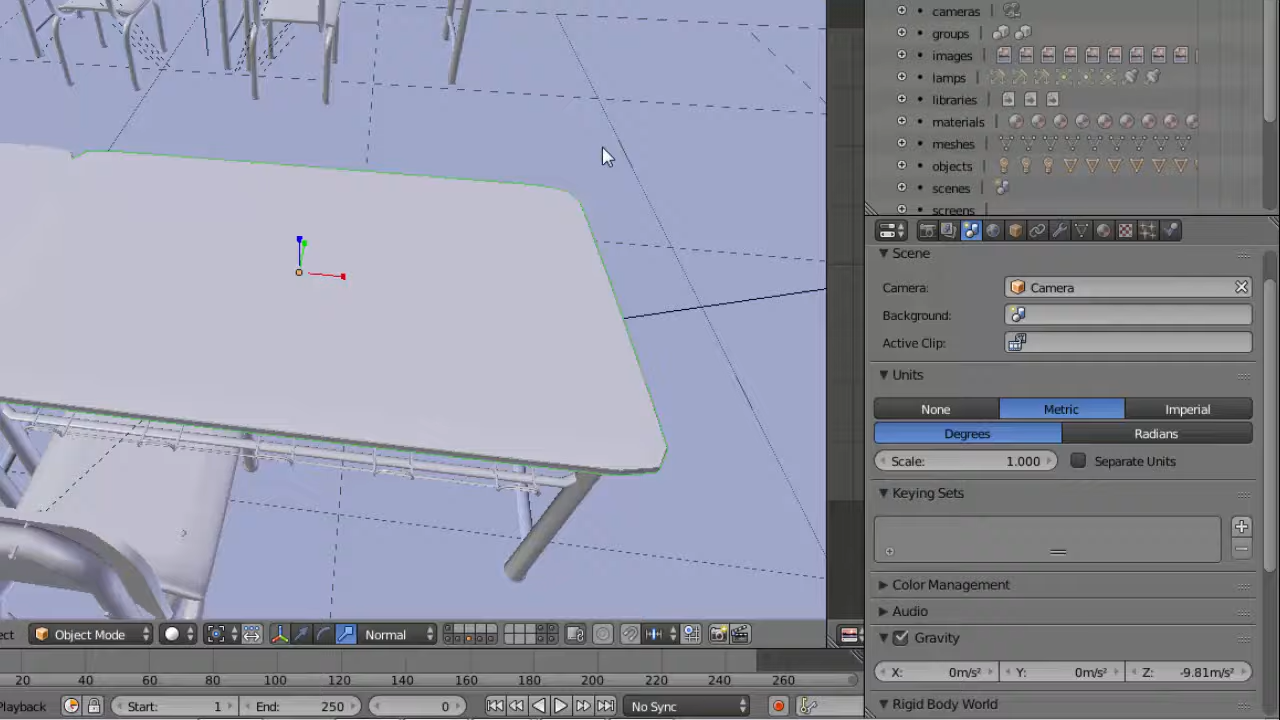 cameras
groups
images
lamps
libraries
materials
meshes
objects
scenes
screens
Scene
Camera: Camera
Background:
Active Clip:
Units
None Metric Imperial
Degrees Radians
Scale: 1.000 Separate Units
Keying Sets
Color Management
Audio
Gravity
X: 0m/s² Y: 0m/s² Z: -9.81m/s²
Rigid Body World
ect Object Mode Normal
20 40 60 80 100 120 140 160 180 200 220 240 260
Playback Start: 1 End: 250 0 No Sync